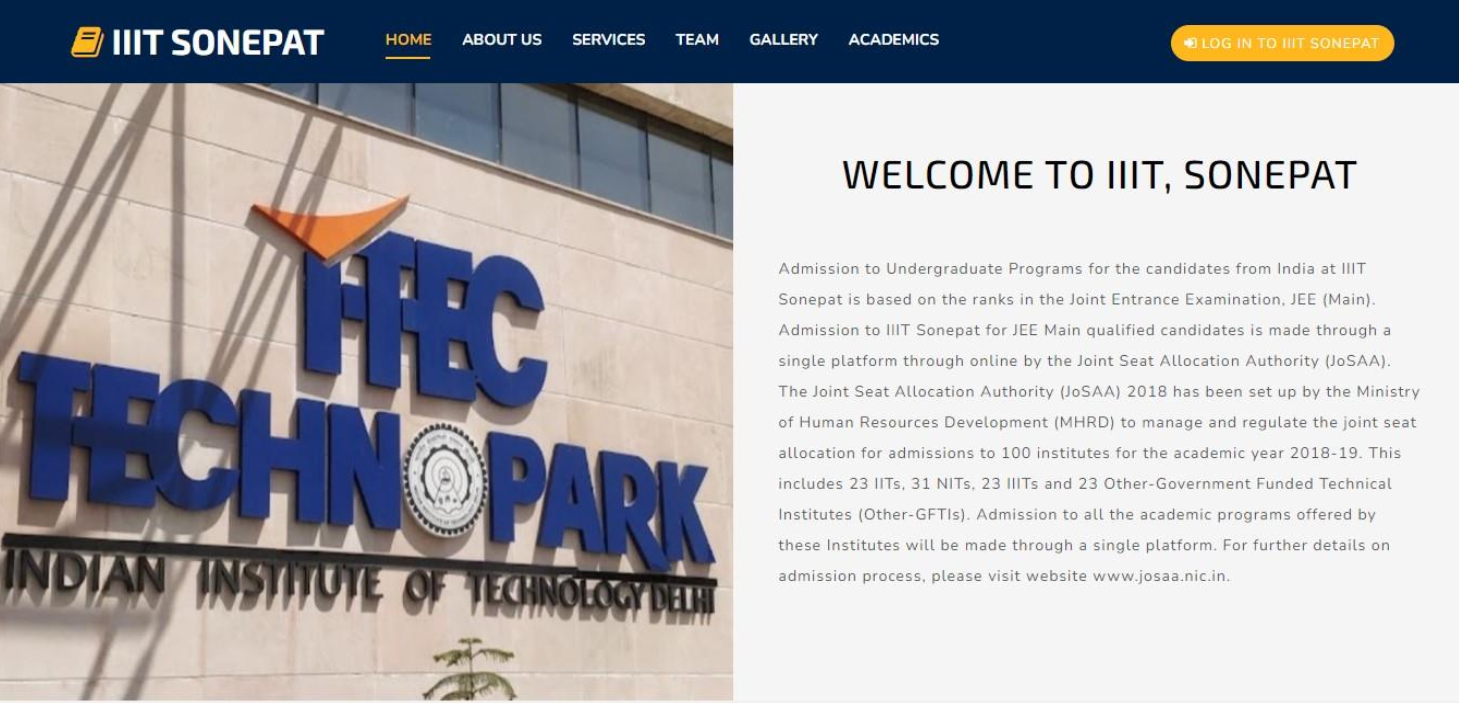 IIIT SONEPAT
HOME ABOUT US SERVICES TEAM GALLERY ACADEMICS
LOG IN TO IIIT SONEPAT
I-TEC
TECHNOPARK
INDIAN INSTITUTE OF TECHNOLOGY DELHI
WELCOME TO IIIT, SONEPAT
Admission to Undergraduate Programs for the candidates from India at IIIT
Sonepat is based on the ranks in the Joint Entrance Examination, JEE (Main).
Admission to IIIT Sonepat for JEE Main qualified candidates is made through a
single platform through online by the Joint Seat Allocation Authority (JoSAA).
The Joint Seat Allocation Authority (JoSAA) 2018 has been set up by the Ministry
of Human Resources Development (MHRD) to manage and regulate the joint seat
allocation for admissions to 100 institutes for the academic year 2018-19. This
includes 23 IITs, 31 NITs, 23 IIITs and 23 Other-Government Funded Technical
Institutes (Other-GFTIs). Admission to all the academic programs offered by
these Institutes will be made through a single platform. For further details on
admission process, please visit website www.josaa.nic.in.